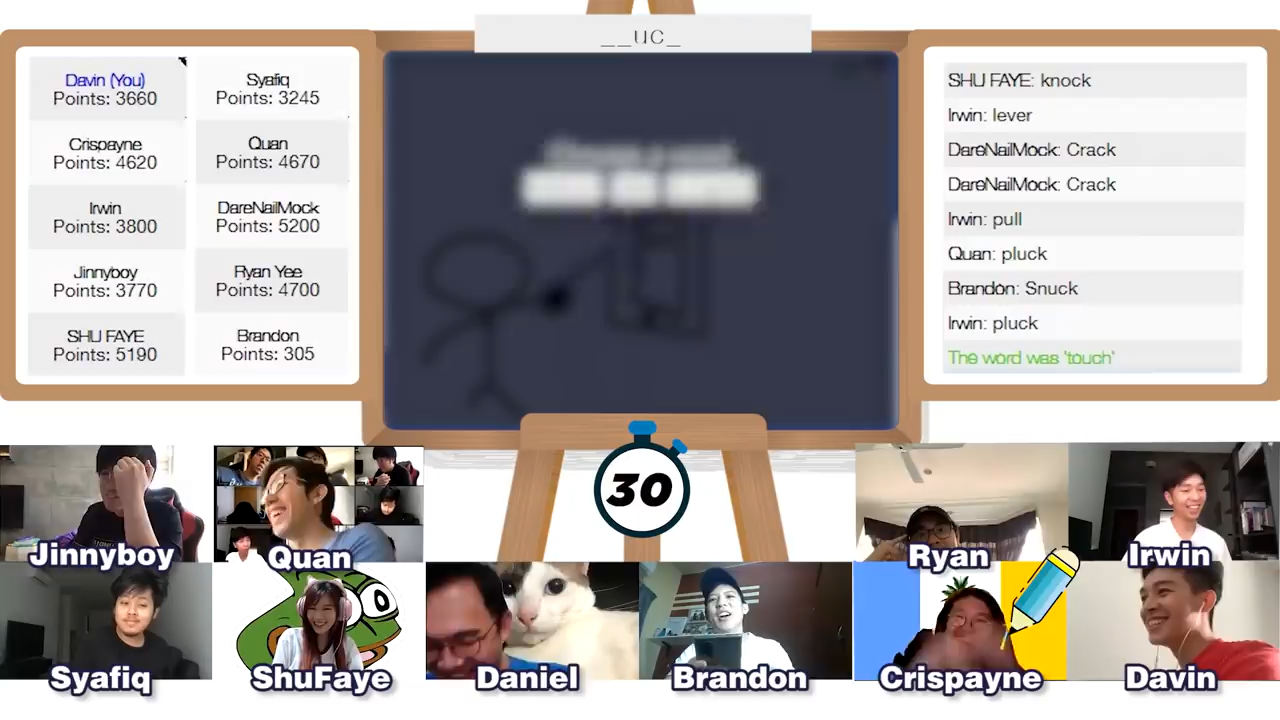 __uc_
Davin (You)
Points: 3660
Syafiq
Points: 3245
Crispayne
Points: 4620
Quan
Points: 4670
Irwin
Points: 3800
DareNailMock
Points: 5200
Jinnyboy
Points: 3770
Ryan Yee
Points: 4700
SHU FAYE
Points: 5190
Brandon
Points: 305
SHU FAYE: knock
Irwin: lever
DareNailMock: Crack
DareNailMock: Crack
Irwin: pull
Quan: pluck
Brandon: Snuck
Irwin: pluck
The word was 'touch'
30
Jinnyboy
Quan
Ryan
Irwin
Syafiq
ShuFaye
Daniel
Brandon
Crispayne
Davin